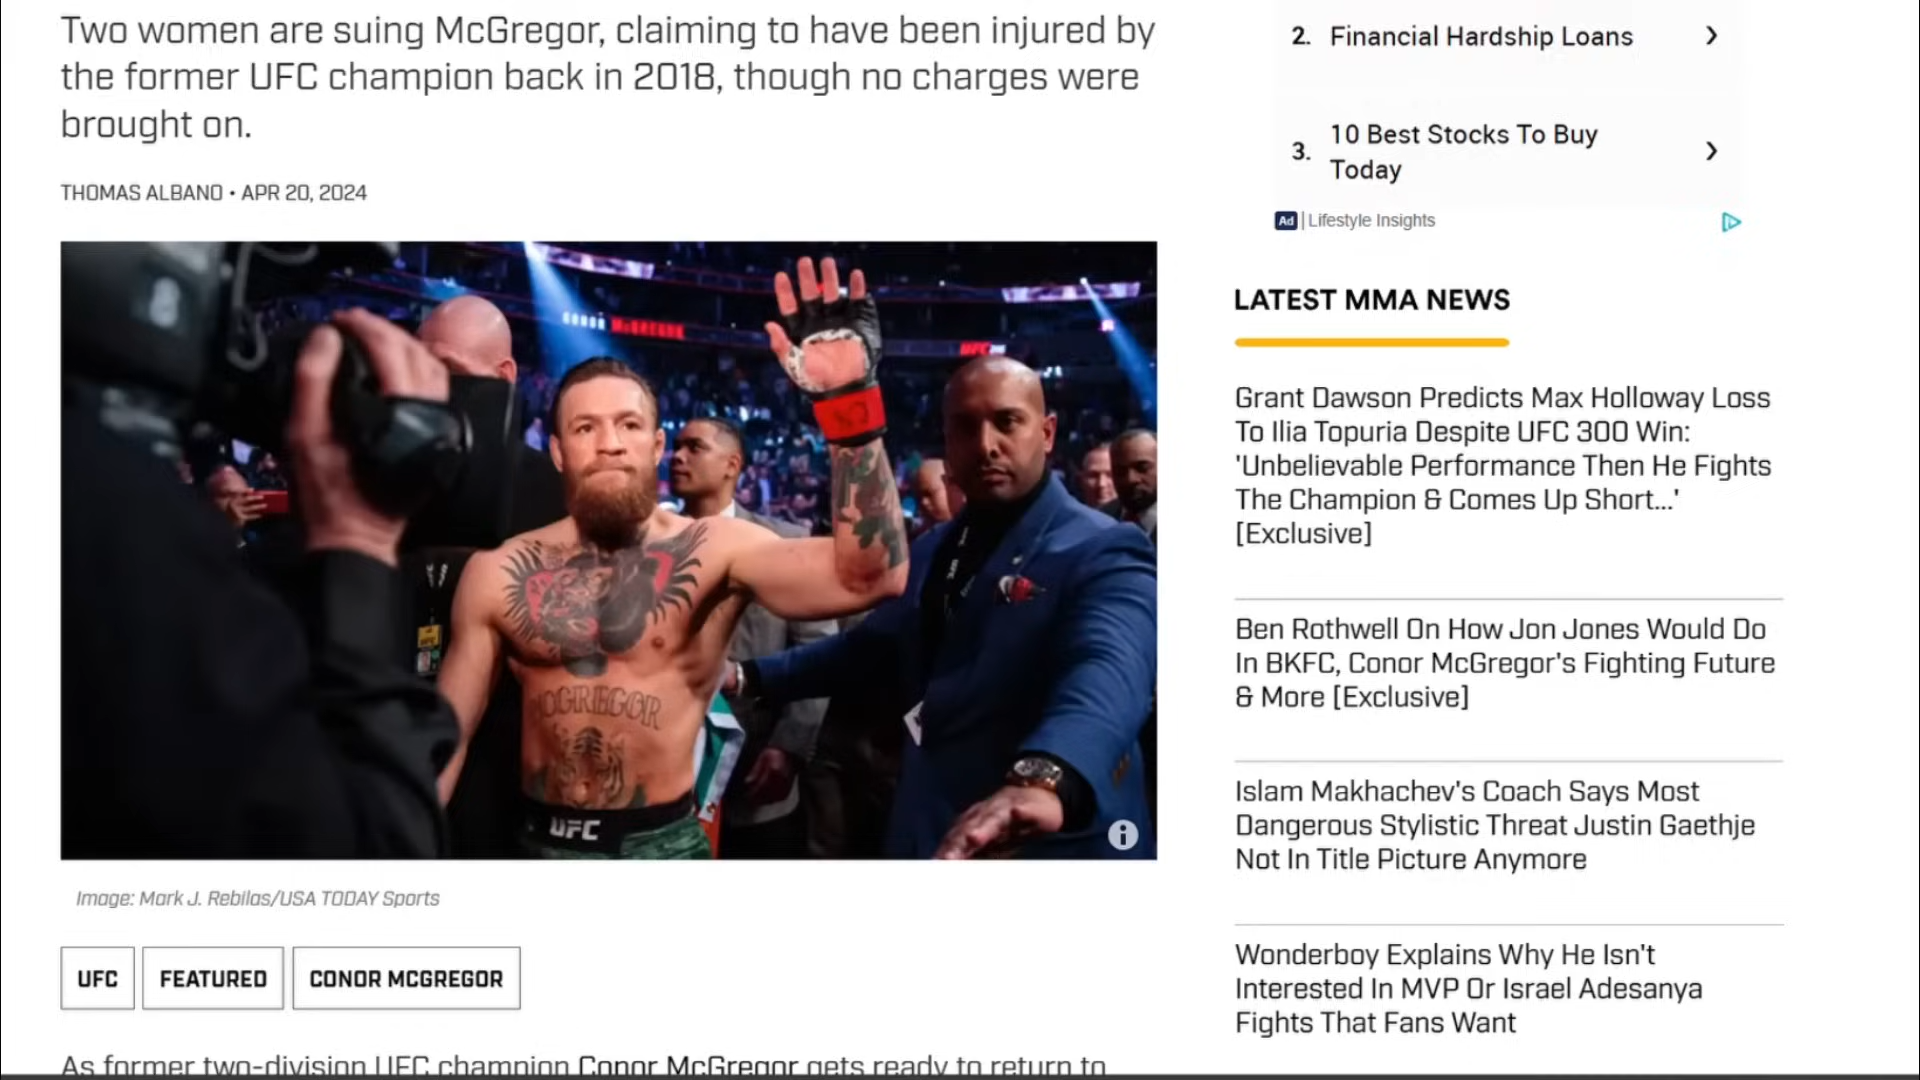 Two women are suing McGregor, claiming to have been injured by
the former UFC champion back in 2018, though no charges were
brought on.
THOMAS ALBANO • APR 20, 2024
8
CONOR MCGREGOR
UFC
MCGREGOR
UFC
Image: Mark J. Rebilas/USA TODAY Sports
UFC
FEATURED
CONOR MCGREGOR
As former two-division UFC champion Conor McGregor gets ready to return to
2. Financial Hardship Loans
3. 10 Best Stocks To Buy
Today
Ad | Lifestyle Insights
LATEST MMA NEWS
Grant Dawson Predicts Max Holloway Loss
To Ilia Topuria Despite UFC 300 Win:
'Unbelievable Performance Then He Fights
The Champion & Comes Up Short...'
[Exclusive]
Ben Rothwell On How Jon Jones Would Do
In BKFC, Conor McGregor's Fighting Future
& More [Exclusive]
Islam Makhachev's Coach Says Most
Dangerous Stylistic Threat Justin Gaethje
Not In Title Picture Anymore
Wonderboy Explains Why He Isn't
Interested In MVP Or Israel Adesanya
Fights That Fans Want